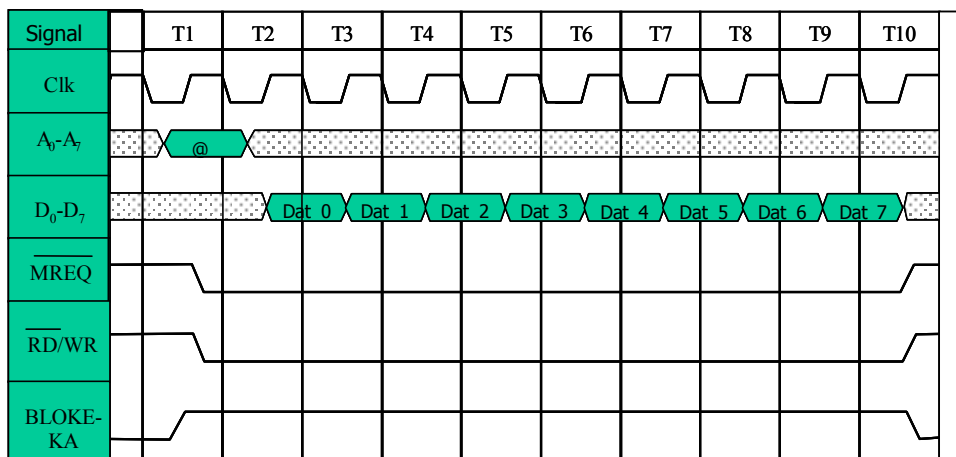 Signal T1 T2 T3 T4 T5 T6 T7 T8 T9 T10
Clk
A0-A7 @
D0-D7 Dat 0 Dat 1 Dat 2 Dat 3 Dat 4 Dat 5 Dat 6 Dat 7
MREQ
RD/WR
BLOKE-
KA